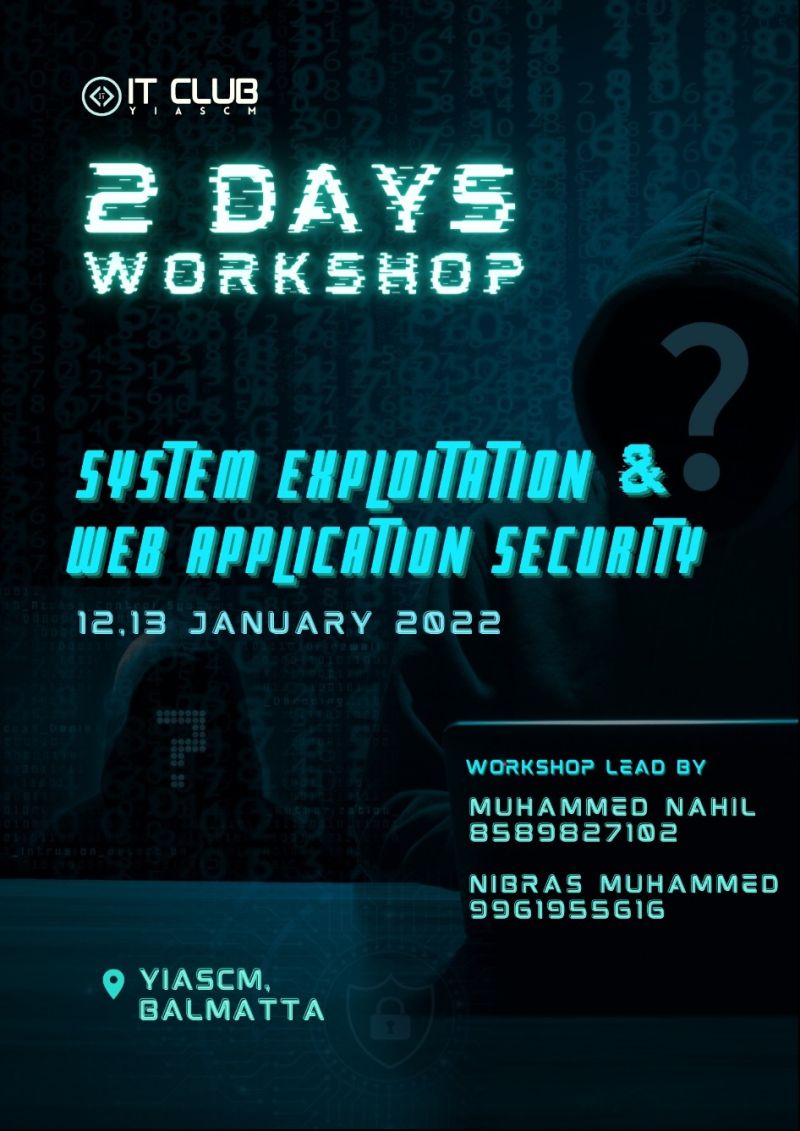 IT CLUB
YIASCM
2 DAYS
WORKSHOP
SYSTEM EXPLOITATION &
WEB APPLICATION SECURITY
12,13 JANUARY 2022
?
?
WORKSHOP LEAD BY
MUHAMMED NAHIL
8589827102
NIBRAS MUHAMMED
9961955616
YIASCM,
BALMATTA